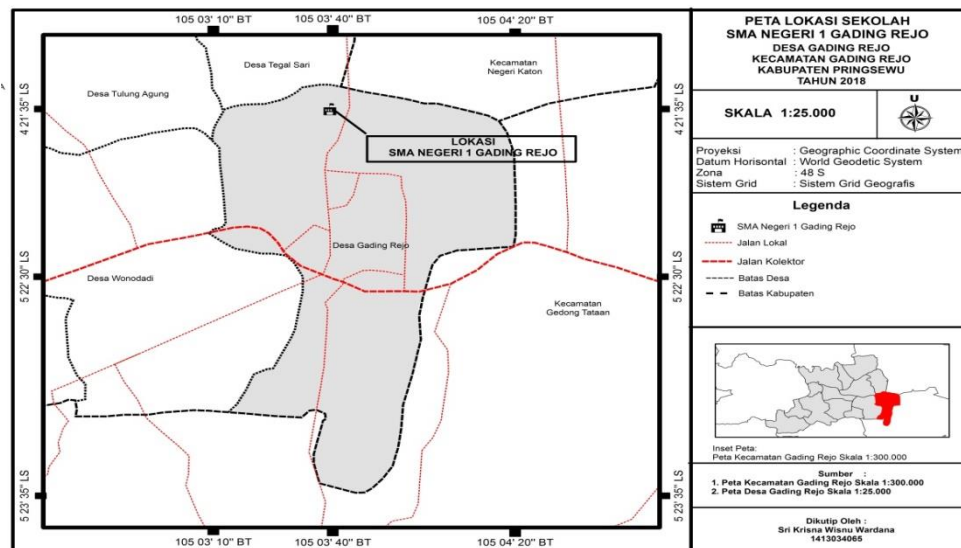 105 03' 10" BT
105 03' 40" BT
105 04' 20" BT
4 21' 35" LS
5 22' 30" LS
5 23' 35" LS
Desa Tegal Sari
Kecamatan
Negeri Katon
Desa Tulung Agung
LOKASI
SMA NEGERI 1 GADING REJO
Desa Gading Rejo
Desa Wonodadi
Kecamatan
Gedong Tataan
4 21' 35" LS
5 22' 30" LS
5 23' 35" LS
105 03' 10" BT
105 03' 40" BT
105 04' 20" BT
PETA LOKASI SEKOLAH
SMA NEGERI 1 GADING REJO
DESA GADING REJO
KECAMATAN GADING REJO
KABUPATEN PRINGSEWU
TAHUN 2018
SKALA 1:25.000
U
Proyeksi : Geographic Coordinate System
Datum Horisontal : World Geodetic System
Zona : 48 S
Sistem Grid : Sistem Grid Geografis
Legenda
SMA Negeri 1 Gading Rejo
Jalan Lokal
Jalan Kolektor
Batas Desa
Batas Kabupaten
Inset Peta:
Peta Kecamatan Gading Rejo Skala 1:300.000
Sumber :
1. Peta Kecamatan Gading Rejo Skala 1:300.000
2. Peta Desa Gading Rejo Skala 1:25.000
Dikutip Oleh :
Sri Krisna Wisnu Wardana
1413034065